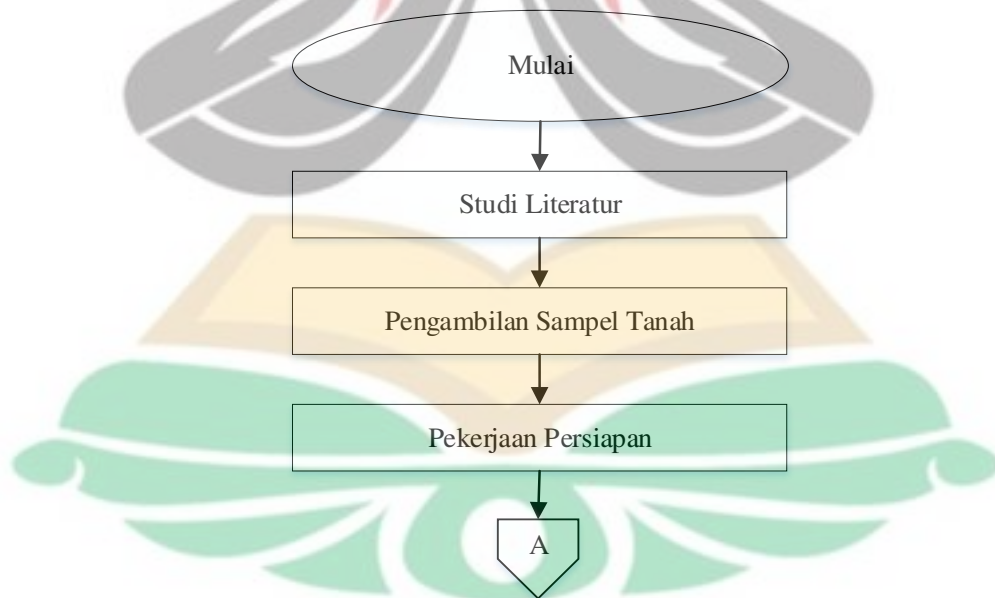 Mulai
Studi Literatur
Pengambilan Sampel Tanah
Pekerjaan Persiapan
A